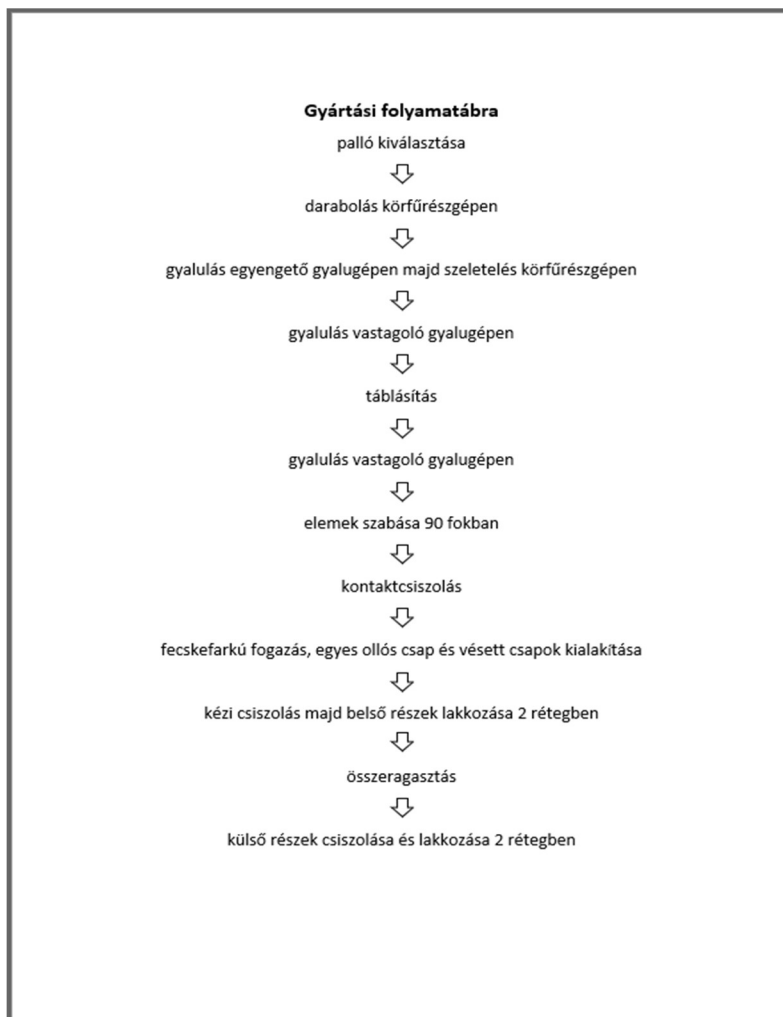 Gyártási folyamatábra
palló kiválasztása
darabolás körfűrészgépen
gyalulás egyengető gyalugépen majd szeletelés körfűrészgépen
gyalulás vastagoló gyalugépen
táblásítás
gyalulás vastagoló gyalugépen
elemek szabása 90 fokban
kontaktcsiszolás
fecskefarkú fogazás, egyes ollós csap és vésett csapok kialakítása
kézi csiszolás majd belső részek lakkozása 2 rétegben
összeragasztás
külső részek csiszolása és lakkozása 2 rétegben